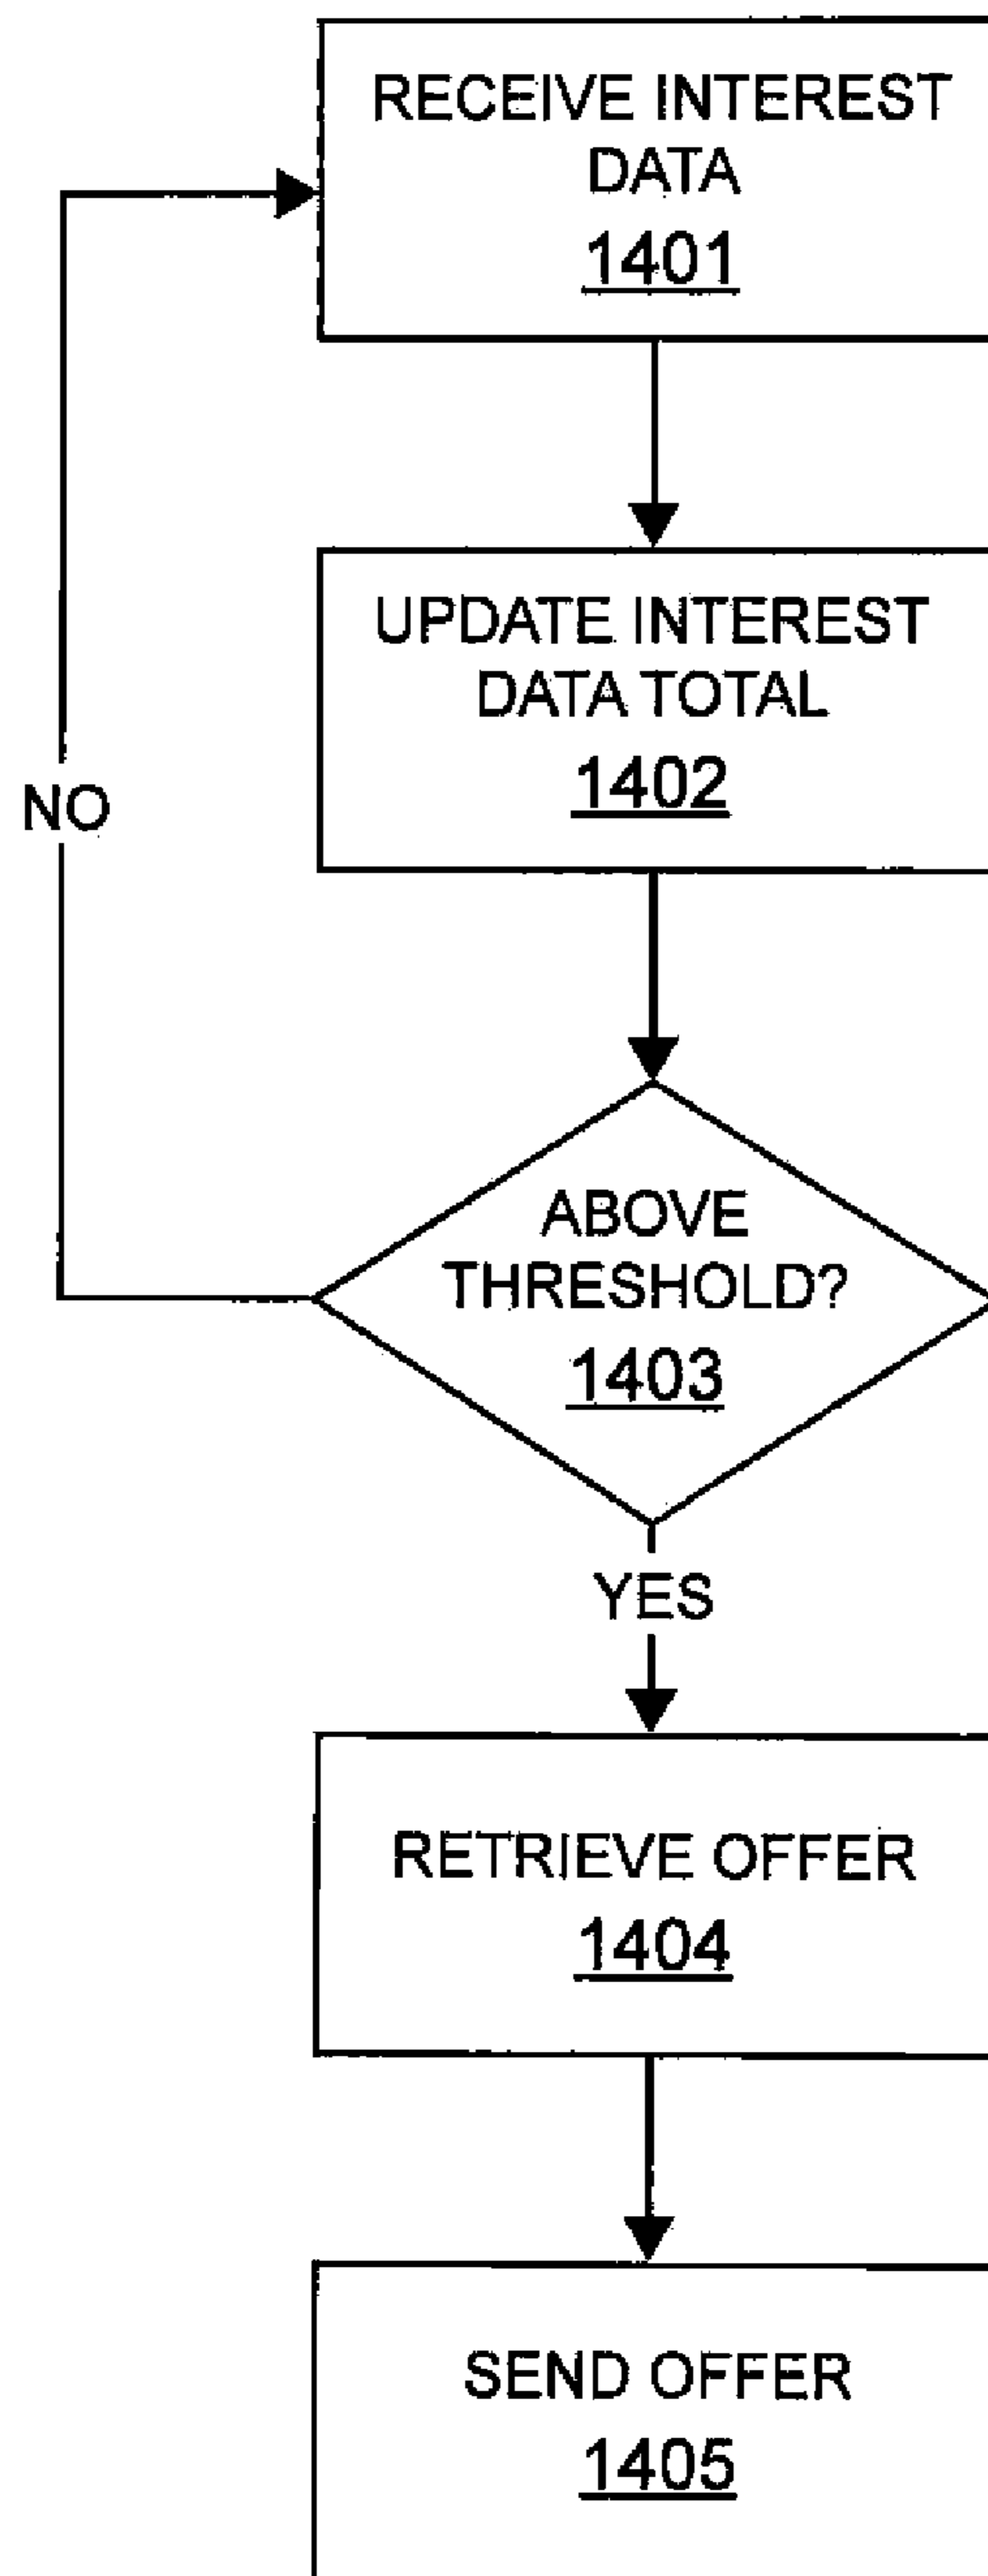 RECEIVE INTEREST
DATA
1401
UPDATE INTEREST
DATA TOTAL
1402
NO
ABOVE
THRESHOLD?
1403
YES
RETRIEVE OFFER
1404
SEND OFFER
1405